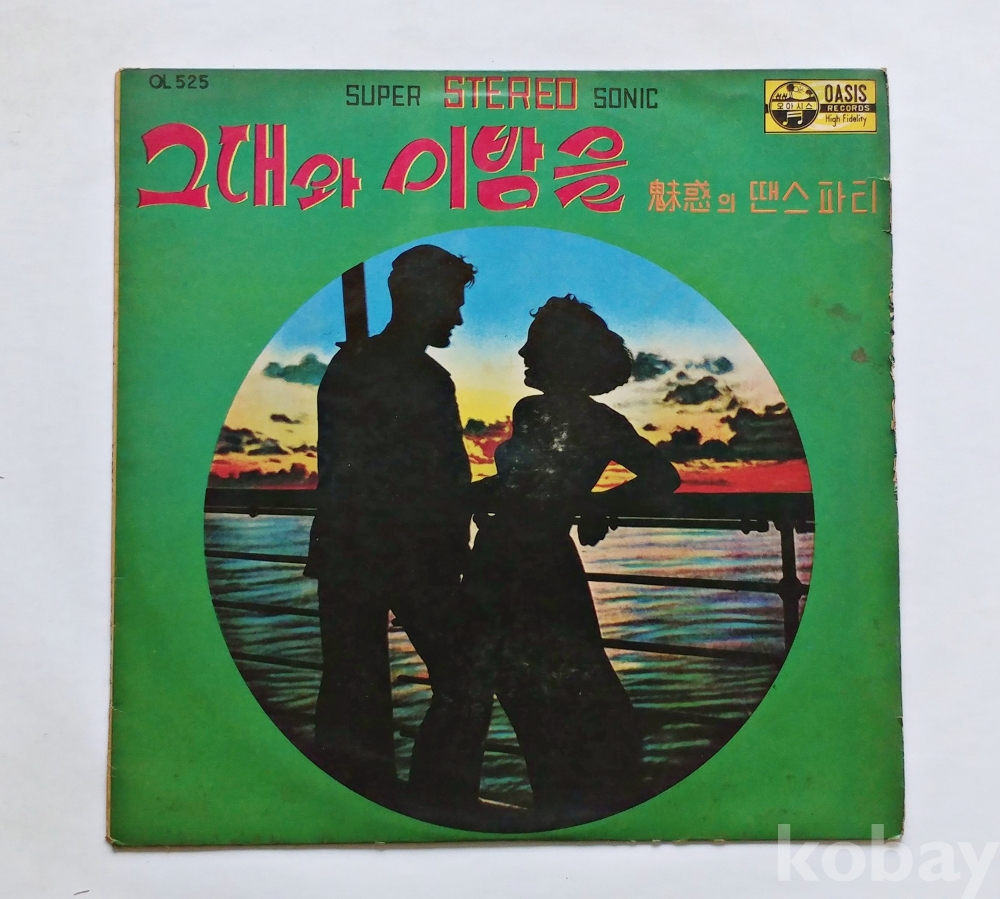 OL 525
SUPER STEREO SONIC
오아시스
OASIS
RECORDS
High Fidelity
그대와 이밤을
魅惑의 땐스파티
kobay